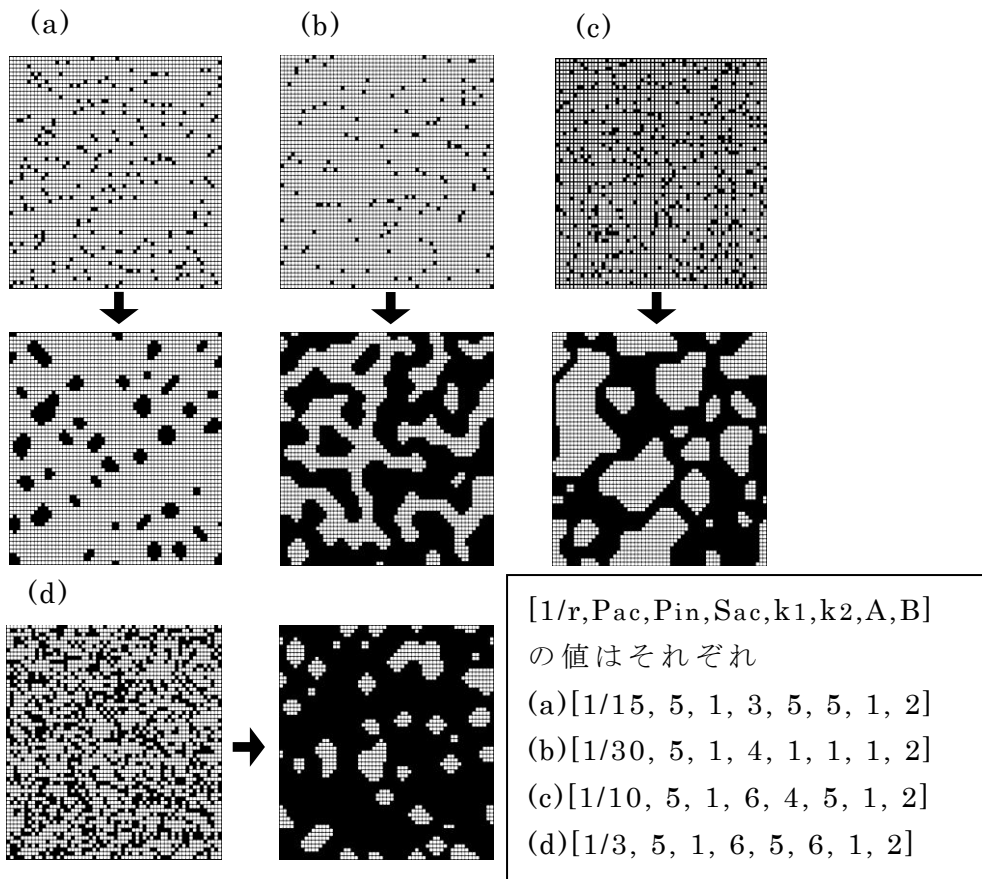 (a)
(b)
(c)
(d)
[1/r,Pac,Pin,Sac,k1,k2,A,B]
の値はそれぞれ
(a)[1/15, 5, 1, 3, 5, 5, 1, 2]
(b)[1/30, 5, 1, 4, 1, 1, 1, 2]
(c)[1/10, 5, 1, 6, 4, 5, 1, 2]
(d)[1/3, 5, 1, 6, 5, 6, 1, 2]